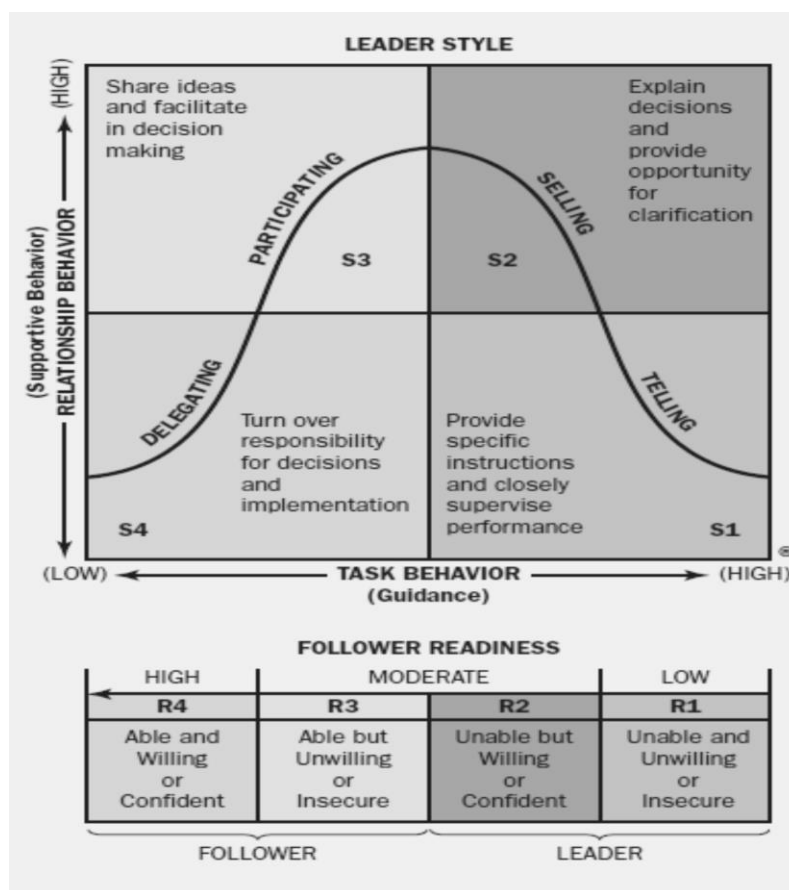 LEADER STYLE
(HIGH)
Share ideas
and facilitate
in decision
making
Explain
decisions
and
provide
opportunity
for
clarification
PARTICIPATING
SELLING
S3
S2
(Supportive Behavior)
RELATIONSHIP BEHAVIOR
DELEGATING
TELLING
Turn over
responsibility
for decisions
and
implementation
Provide
specific
instructions
and closely
supervise
performance
S4
S1
®
(LOW)
TASK BEHAVIOR
(HIGH)
(Guidance)
FOLLOWER READINESS
HIGH
MODERATE
LOW
R4
R3
R2
R1
Able and
Willing
or
Confident
Able but
Unwilling
or
Insecure
Unable but
Willing
or
Confident
Unable and
Unwilling
or
Insecure
FOLLOWER
LEADER